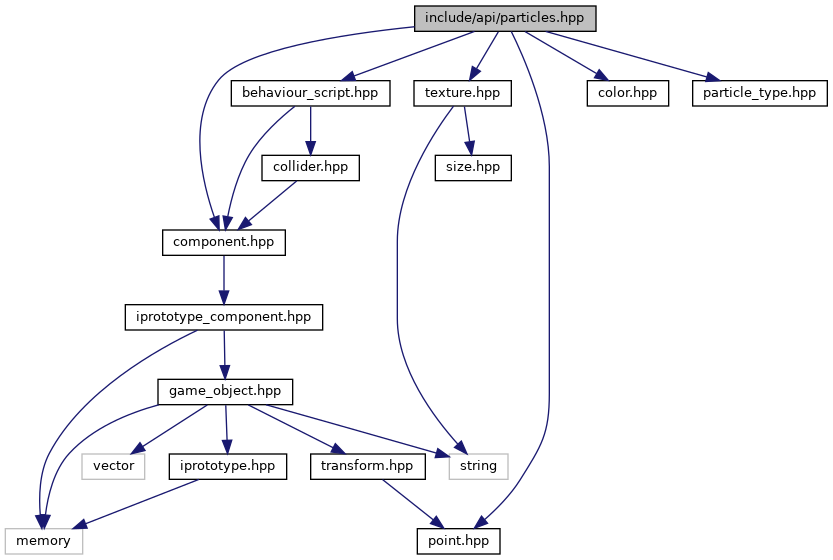 include/api/particles.hpp
behaviour_script.hpp
texture.hpp
color.hpp
particle_type.hpp
collider.hpp
size.hpp
component.hpp
iprototype_component.hpp
game_object.hpp
vector
iprototype.hpp
transform.hpp
string
memory
point.hpp